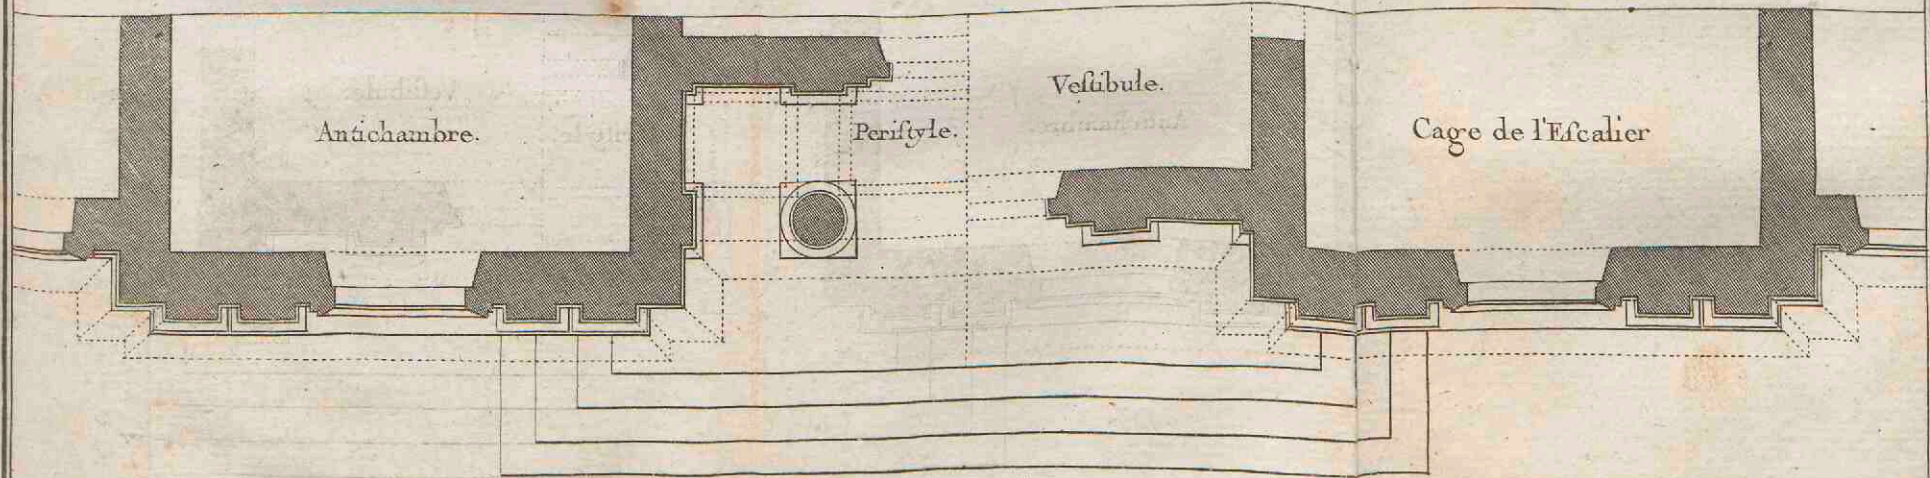 Antichambre.
Periſtyle.
Veſtibule.
Cage de l'Eſcalier